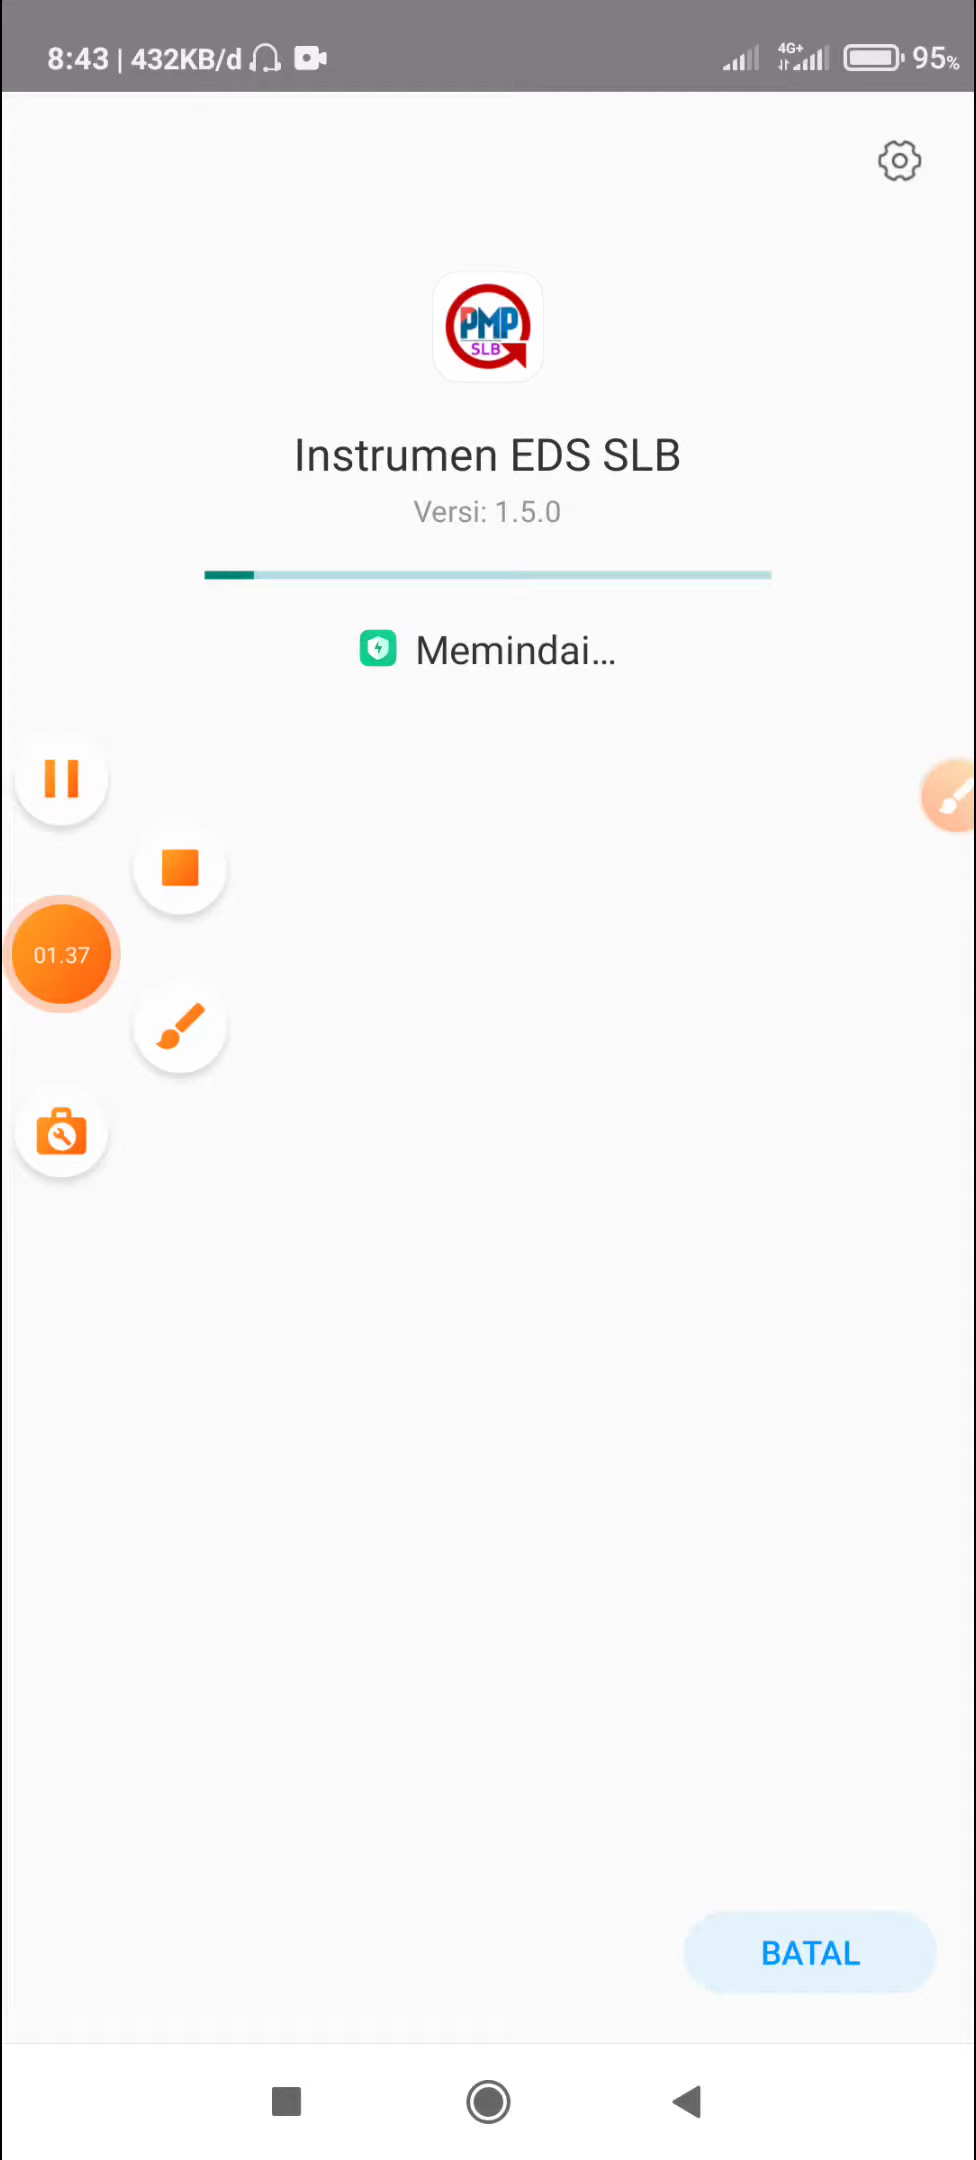 8:43 | 432KB/d
4G+
95%
PMP
SLB
Instrumen EDS SLB
Versi: 1.5.0
Memindai...
01.37
BATAL